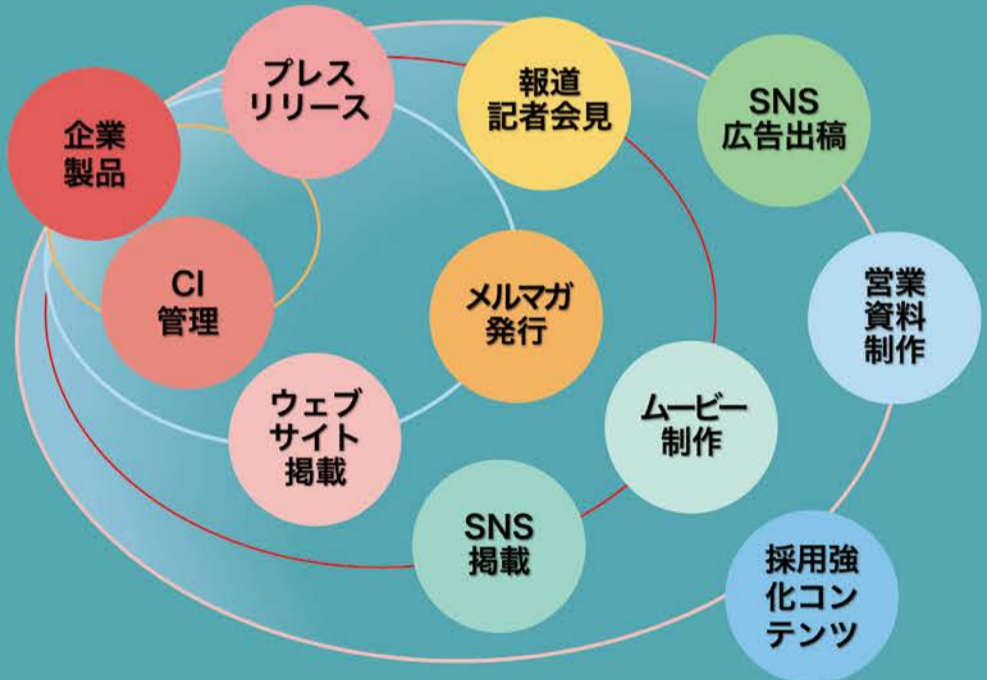 企業
製品
プレス
リリース
報道
記者会見
SNS
広告出稿
CI
管理
メルマガ
発行
営業
資料
制作
ウェブ
サイト
掲載
ムービー
制作
SNS
掲載
採用強
化コン
テンツ